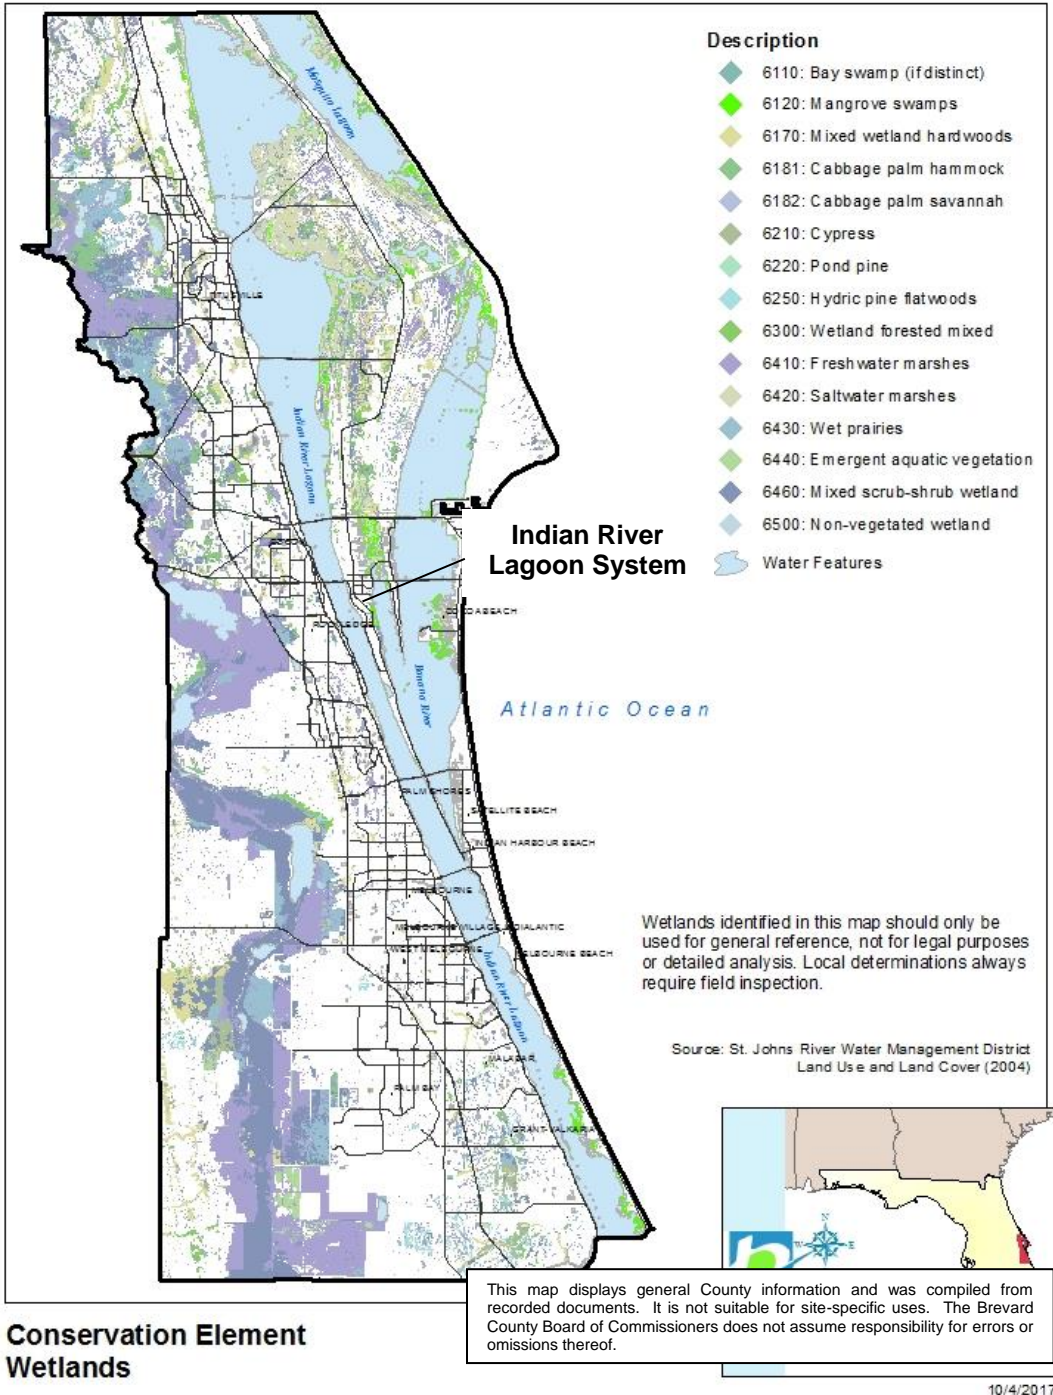 Description
6110: Bay swamp (if distinct)
6120: Mangrove swamps
6170: Mixed wetland hardwoods
6181: Cabbage palm hammock
6182: Cabbage palm savannah
6210: Cypress
6220: Pond pine
6250: Hydric pine flatwoods
6300: Wetland forested mixed
6410: Freshwater marshes
6420: Saltwater marshes
6430: Wet prairies
6440: Emergent aquatic vegetation
6460: Mixed scrub-shrub wetland
6500: Non-vegetated wetland
Water Features
Mosquito Lagoon
Indian River Lagoon
Indian River
Lagoon System
Banana River
Atlantic Ocean
PALM SHORES
SATELLITE BEACH
INDIAN HARBOUR BEACH
MELBOURNE
WEST MELBOURNE
Indian River Lagoon
MALABAR
PALM BAY
GRANT-VALKARIA
Wetlands identified in this map should only be
used for general reference, not for legal purposes
or detailed analysis. Local determinations always
require field inspection.
Source: St. Johns River Water Management District
Land Use and Land Cover (2004)
N
W
E
This map displays general County information and was compiled from
recorded documents. It is not suitable for site-specific uses. The Brevard
County Board of Commissioners does not assume responsibility for errors or
omissions thereof.
Conservation Element
Wetlands
10/4/2017